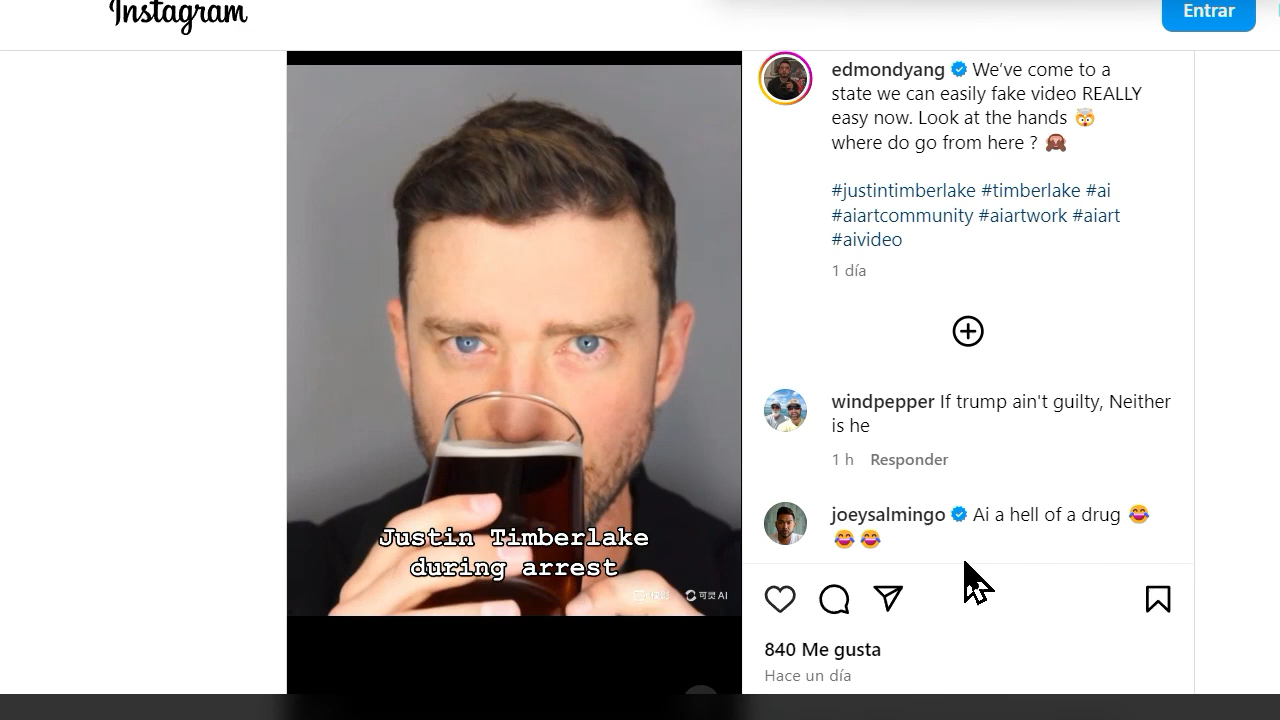 Instagram
Entrar
edmondyang We've come to a
state we can easily fake video REALLY
easy now. Look at the hands 🤯
where do go from here ? 🙈
#justintimberlake #timberlake #ai
#aiartcommunity #aiartwork #aiart
#aivideo
1 día
windpepper If trump ain't guilty, Neither
is he
1 h Responder
joeysalmingo Ai a hell of a drug 😂
😂😂
840 Me gusta
Hace un día
Justin Timberlake
during arrest
可灵 AI